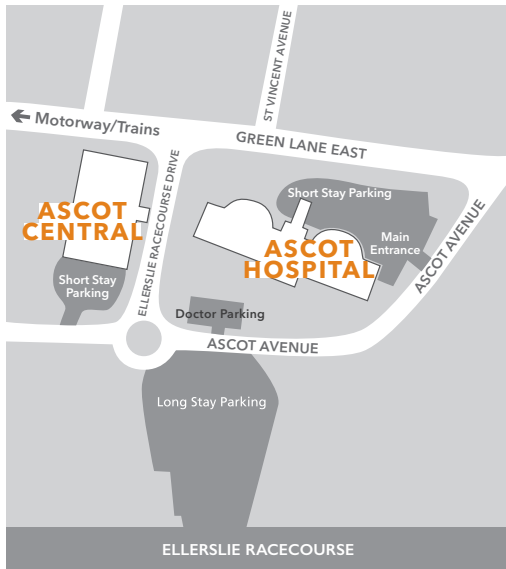 ST VINCENT AVENUE
Motorway/Trains
GREEN LANE EAST
ELLERSLIE RACECOURSE DRIVE
Short Stay Parking
ASCOT
CENTRAL
ASCOT
HOSPITAL
Main
Entrance
ASCOT AVENUE
Short Stay
Parking
Doctor Parking
ASCOT AVENUE
Long Stay Parking
ELLERSLIE RACECOURSE